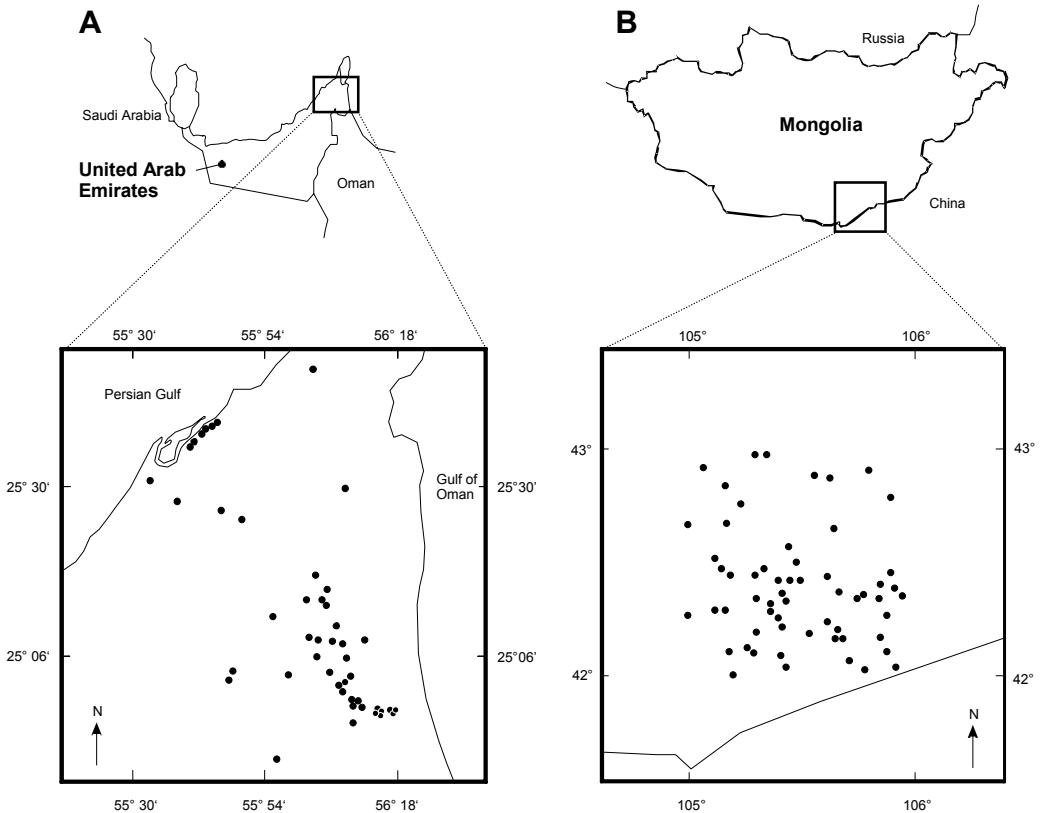 A
Saudi Arabia
United Arab
Emirates
Oman
55° 30‘
55° 54‘
56° 18‘
Persian Gulf
25° 30‘
Gulf of
Oman
25° 30’
25° 06‘
25° 06‘
N
55° 30‘
55° 54‘
56° 18‘
B
Russia
Mongolia
China
105°
106°
43°
43°
42°
42°
N
105°
106°